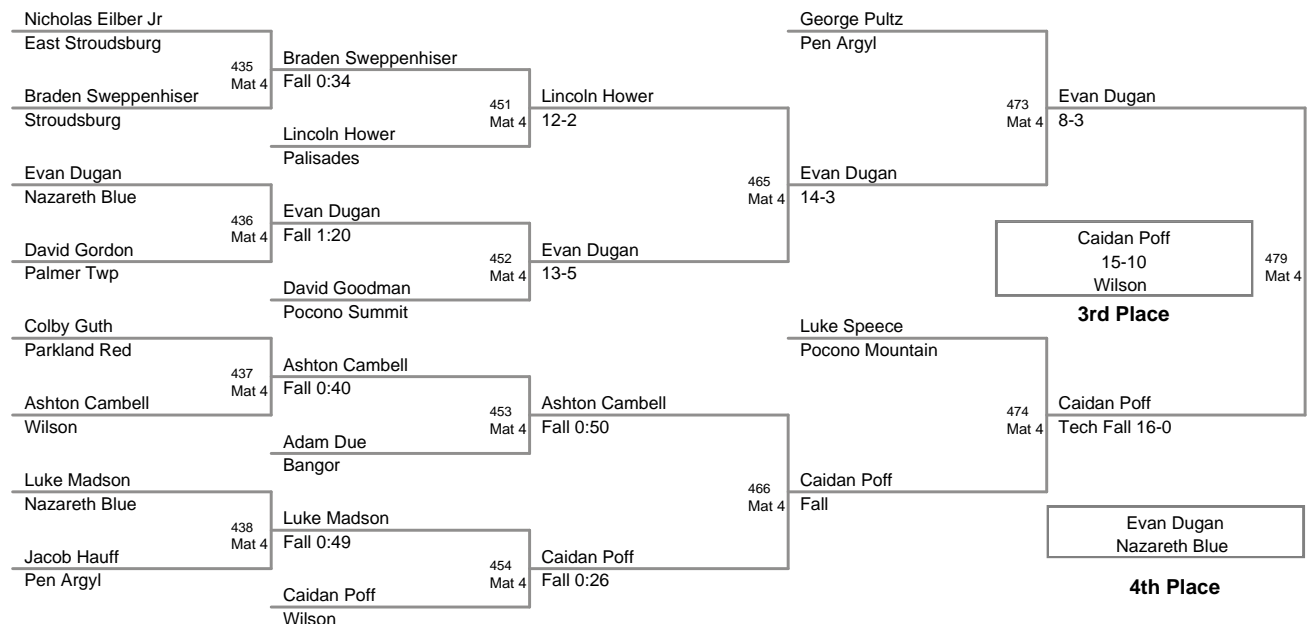 Nicholas Eilber Jr
East Stroudsburg
435
Mat 4
Braden Sweppenhiser
Stroudsburg
Braden Sweppenhiser
Fall 0:34
451
Mat 4
Lincoln Hower
Palisades
Lincoln Hower
12-2
Evan Dugan
Nazareth Blue
436
Mat 4
David Gordon
Palmer Twp
Evan Dugan
Fall 1:20
452
Mat 4
David Goodman
Pocono Summit
Evan Dugan
13-5
465
Mat 4
Evan Dugan
14-3
George Pultz
Pen Argyl
473
Mat 4
Evan Dugan
8-3
Colby Guth
Parkland Red
437
Mat 4
Ashton Cambell
Wilson
Ashton Cambell
Fall 0:40
453
Mat 4
Adam Due
Bangor
Ashton Cambell
Fall 0:50
Luke Madson
Nazareth Blue
438
Mat 4
Jacob Hauff
Pen Argyl
Luke Madson
Fall 0:49
454
Mat 4
Caidan Poff
Wilson
Caidan Poff
Fall 0:26
466
Mat 4
Caidan Poff
Fall
Luke Speece
Pocono Mountain
474
Mat 4
Caidan Poff
Tech Fall 16-0
479
Mat 4
Caidan Poff
15-10
Wilson
3rd Place
Evan Dugan
Nazareth Blue
4th Place